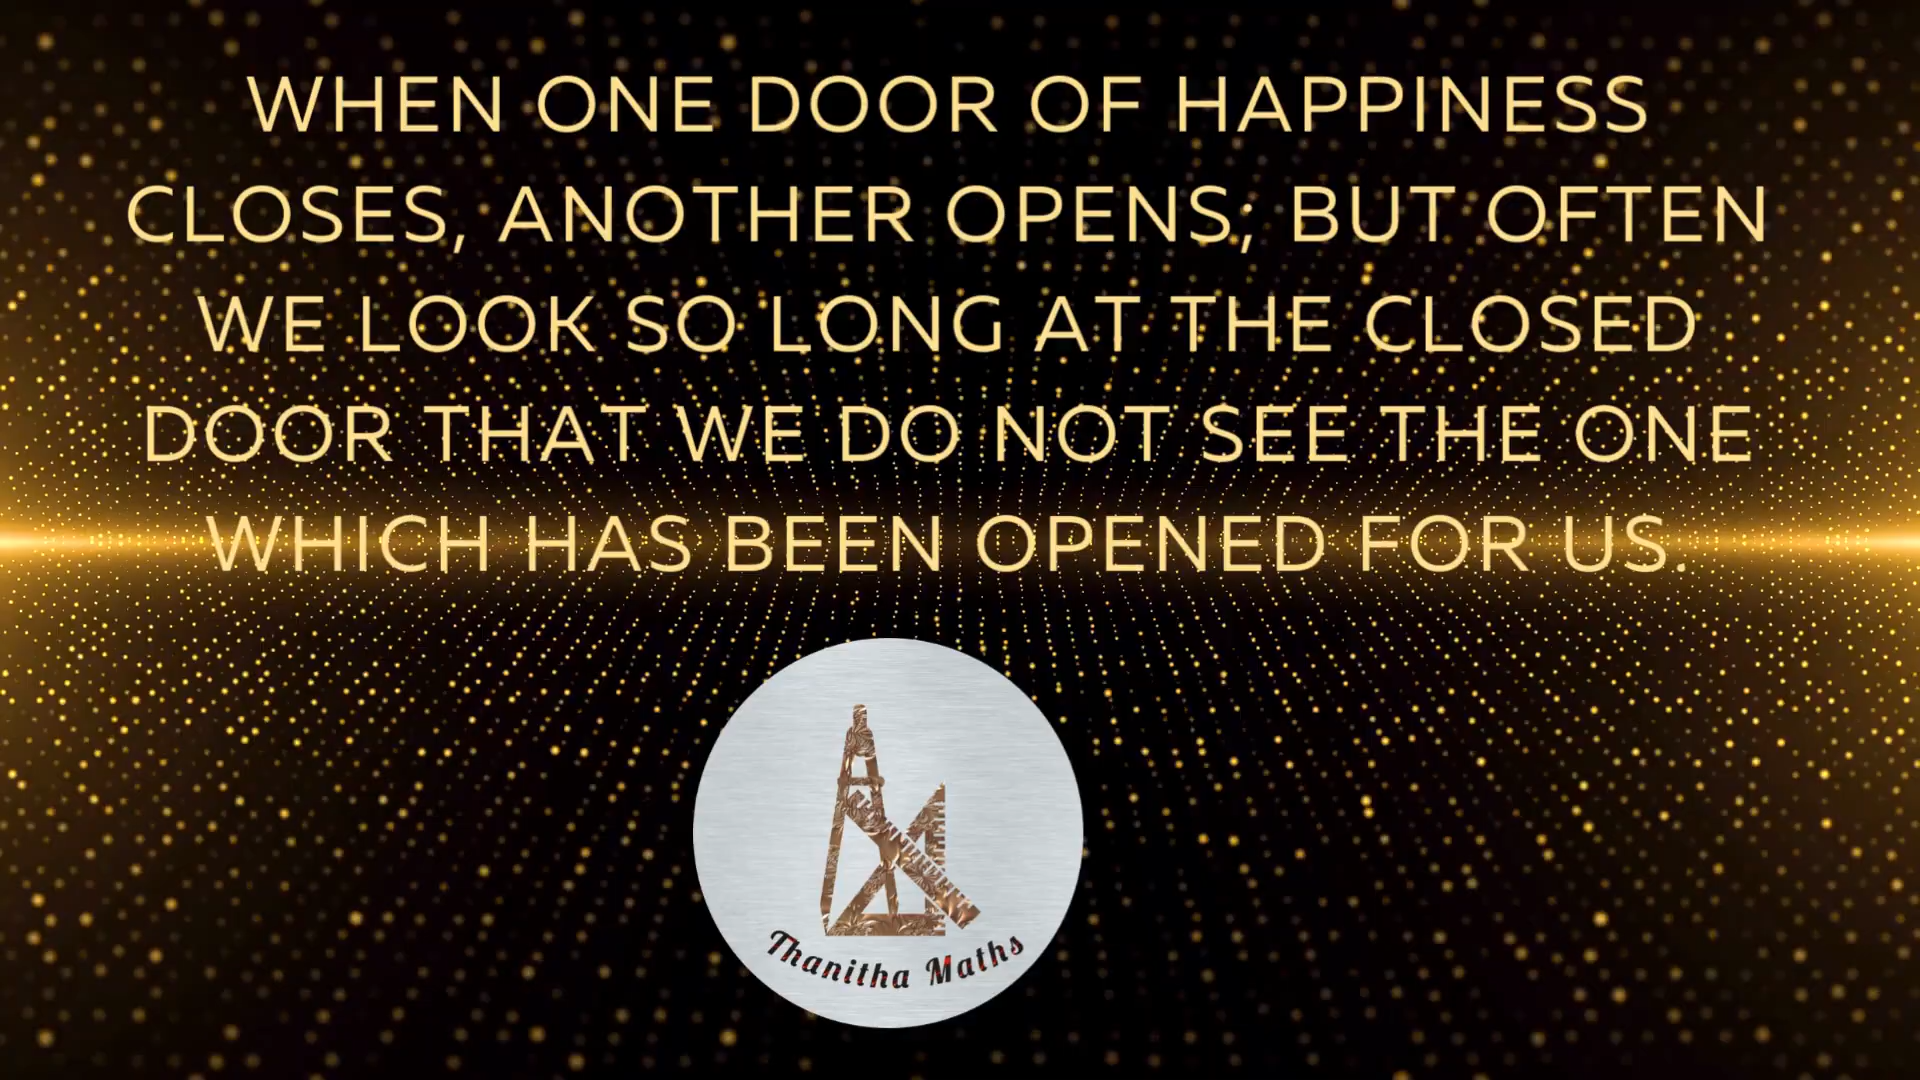 WHEN ONE DOOR OF HAPPINESS
CLOSES, ANOTHER OPENS; BUT OFTEN
WE LOOK SO LONG AT THE CLOSED
DOOR THAT WE DO NOT SEE THE ONE
WHICH HAS BEEN OPENED FOR US.
Thanitha Maths